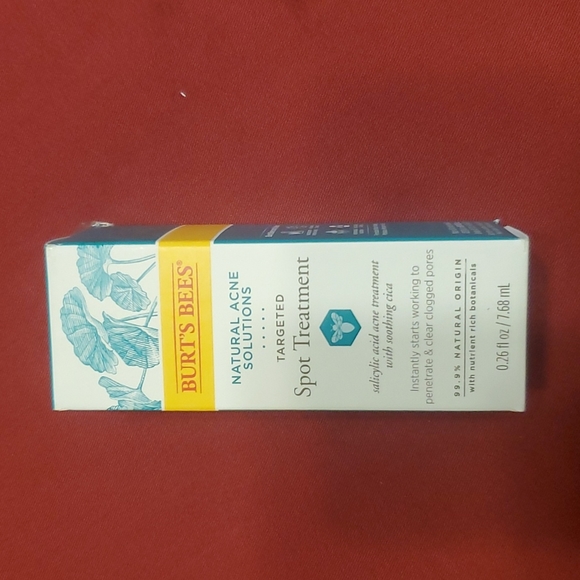 BURT'S BEES®
NATURAL ACNE
SOLUTIONS
TARGETED
Spot Treatment
salicylic acid acne treatment
with soothing cica
Instantly starts working to
penetrate & clear clogged pores
99.9% NATURAL ORIGIN
with nutrient rich botanicals
0.26 fl oz / 7.68 mL